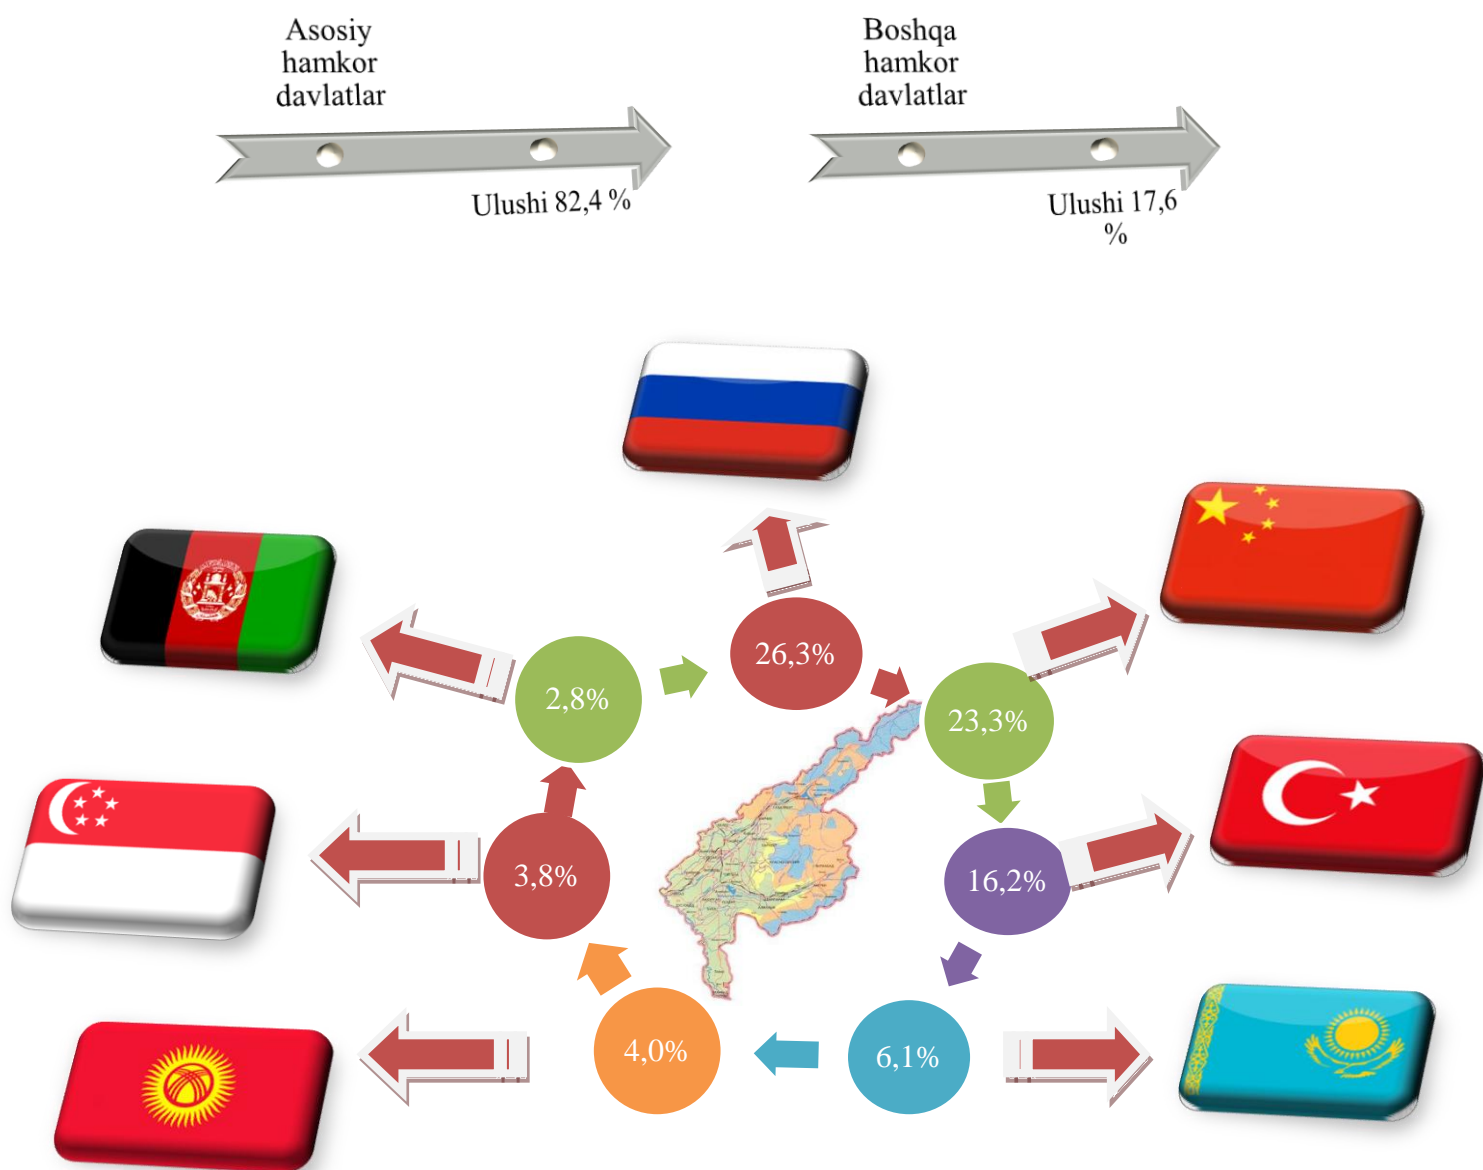 Asosiy
hamkor
davlatlar
Ulushi 82,4 %
Boshqa
hamkor
davlatlar
Ulushi 17,6
%
26,3%
23,3%
16,2%
6,1%
4,0%
3,8%
2,8%